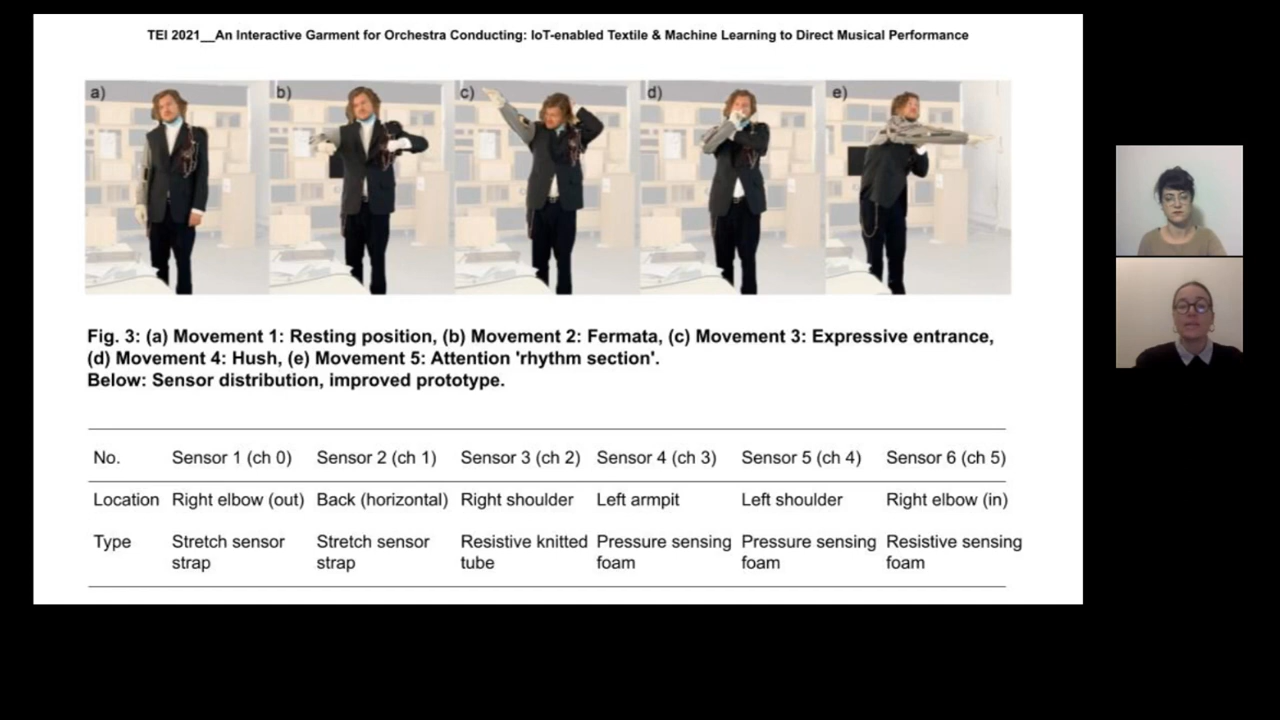 TEI 2021__An Interactive Garment for Orchestra Conducting: IoT-enabled Textile & Machine Learning to Direct Musical Performance
a) b) c) d) e)
Fig. 3: (a) Movement 1: Resting position, (b) Movement 2: Fermata, (c) Movement 3: Expressive entrance,
(d) Movement 4: Hush, (e) Movement 5: Attention 'rhythm section'.
Below: Sensor distribution, improved prototype.
No. Sensor 1 (ch 0) Sensor 2 (ch 1) Sensor 3 (ch 2) Sensor 4 (ch 3) Sensor 5 (ch 4) Sensor 6 (ch 5)
Location Right elbow (out) Back (horizontal) Right shoulder Left armpit Left shoulder Right elbow (in)
Type Stretch sensor Stretch sensor Resistive knitted Pressure sensing Pressure sensing Resistive sensing
strap strap tube foam foam foam